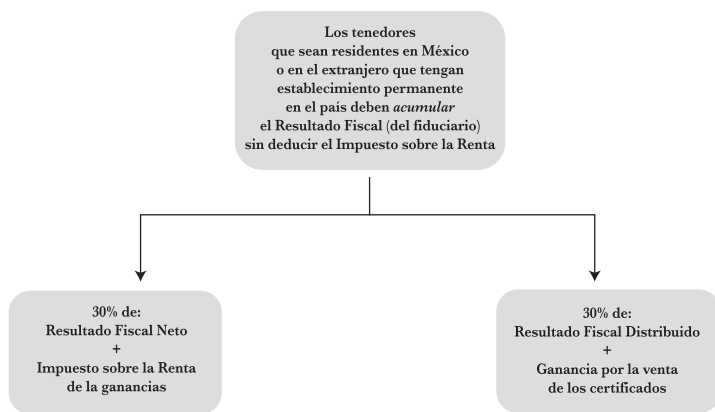 Los tenedores
que sean residentes en México
o en el extranjero que tengan
establecimiento permanente
en el país deben acumular
el Resultado Fiscal (del fiduciario)
sin deducir el Impuesto sobre la Renta
30% de:
Resultado Fiscal Neto
+
Impuesto sobre la Renta
de la ganancias
30% de:
Resultado Fiscal Distribuido
+
Ganancia por la venta
de los certificados